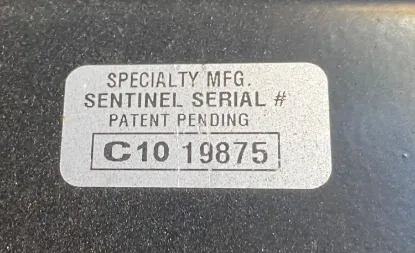 SPECIALTY MFG.
SENTINEL SERIAL #
PATENT PENDING
C10 19875